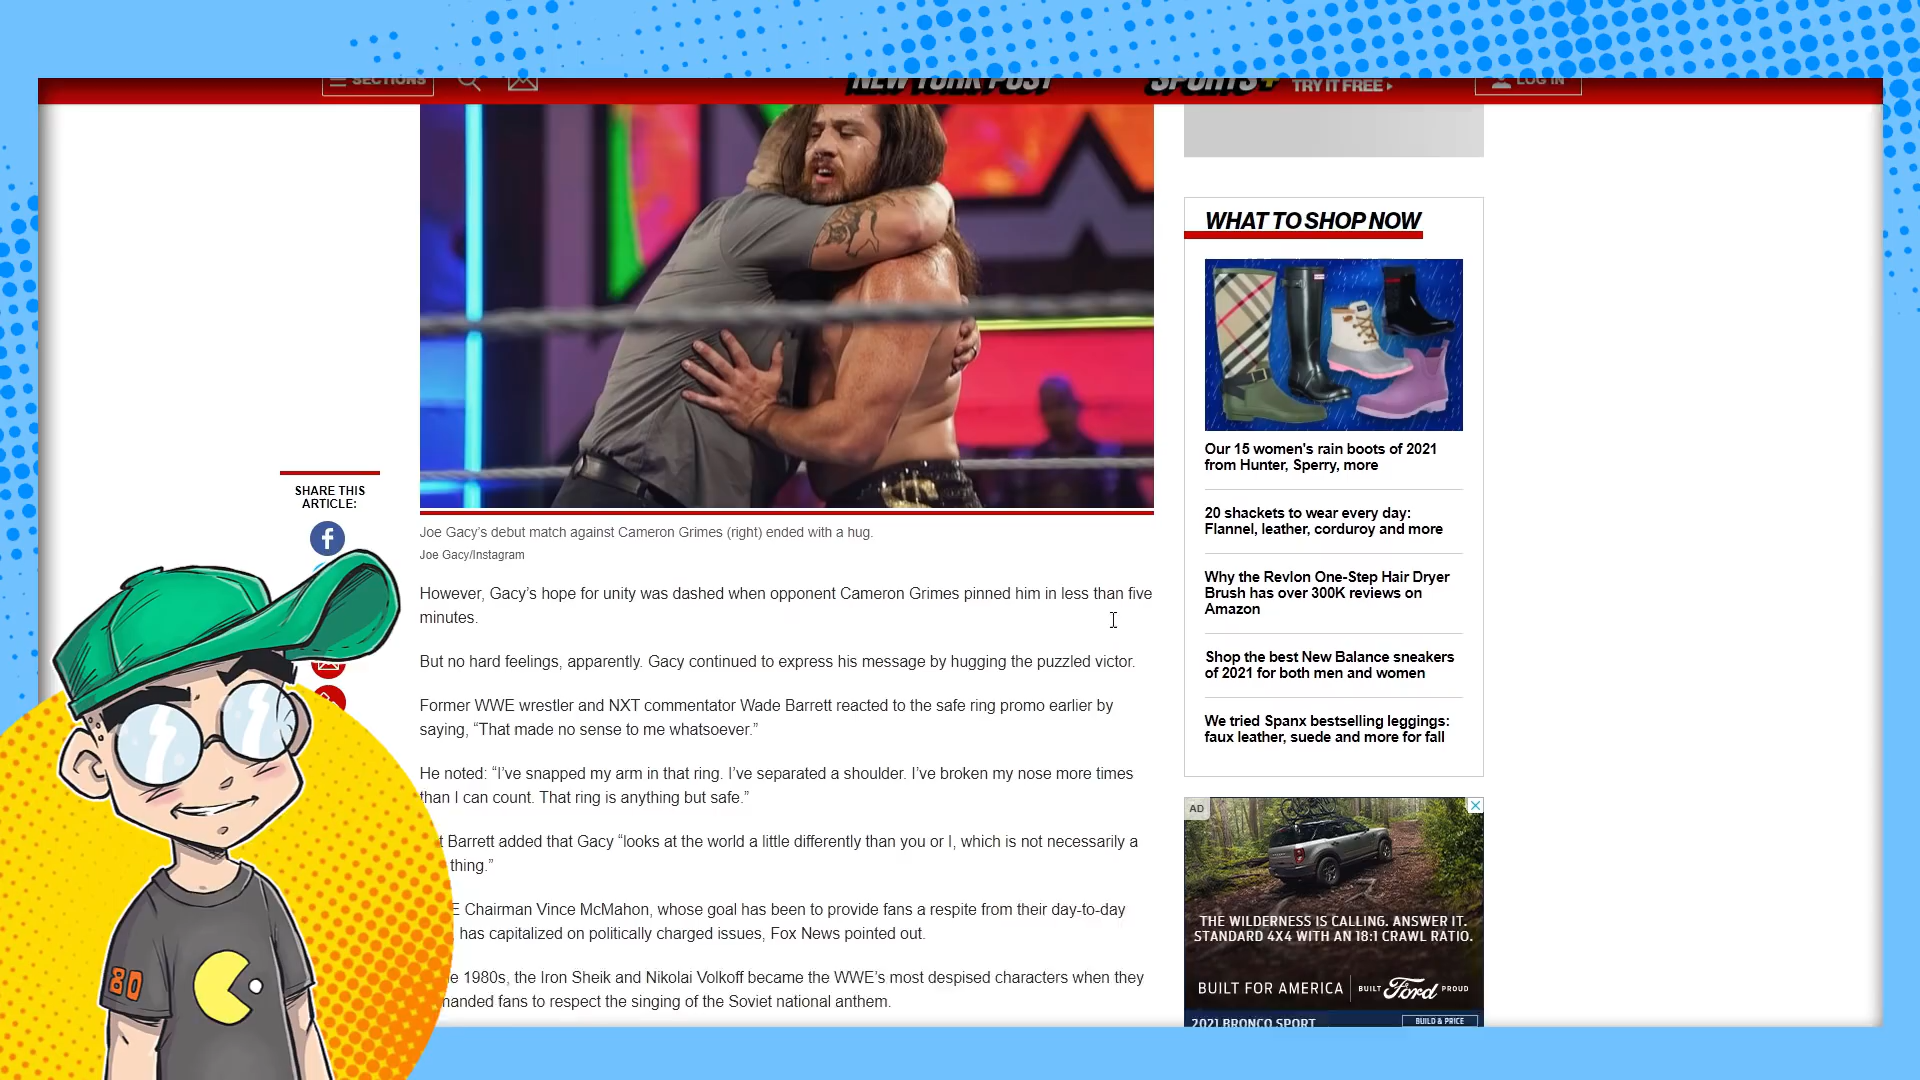 SECTIONS
NEW YORK POST
SPORTS+
TRY IT FREE
LOG IN
WHAT TO SHOP NOW
Our 15 women's rain boots of 2021
from Hunter, Sperry, more
20 shackets to wear every day:
Flannel, leather, corduroy and more
Why the Revlon One-Step Hair Dryer
Brush has over 300K reviews on
Amazon
Shop the best New Balance sneakers
of 2021 for both men and women
We tried Spanx bestselling leggings:
faux leather, suede and more for fall
SHARE THIS
ARTICLE:
f
Joe Gacy's debut match against Cameron Grimes (right) ended with a hug.
Joe Gacy/Instagram
However, Gacy's hope for unity was dashed when opponent Cameron Grimes pinned him in less than five
minutes.
But no hard feelings, apparently. Gacy continued to express his message by hugging the puzzled victor.
Former WWE wrestler and NXT commentator Wade Barrett reacted to the safe ring promo earlier by
saying, “That made no sense to me whatsoever.”
He noted: “I've snapped my arm in that ring. I've separated a shoulder. I've broken my nose more times
than I can count. That ring is anything but safe.”
Barrett added that Gacy “looks at the world a little differently than you or I, which is not necessarily a
thing.”
Chairman Vince McMahon, whose goal has been to provide fans a respite from their day-to-day
has capitalized on politically charged issues, Fox News pointed out.
1980s, the Iron Sheik and Nikolai Volkoff became the WWE's most despised characters when they
fans to respect the singing of the Soviet national anthem.
80
AD
THE WILDERNESS IS CALLING. ANSWER IT.
STANDARD 4X4 WITH AN 18:1 CRAWL RATIO.
BUILT FOR AMERICA
BUILT Ford PROUD
2021 BRONCO SPORT
BUILD & PRICE